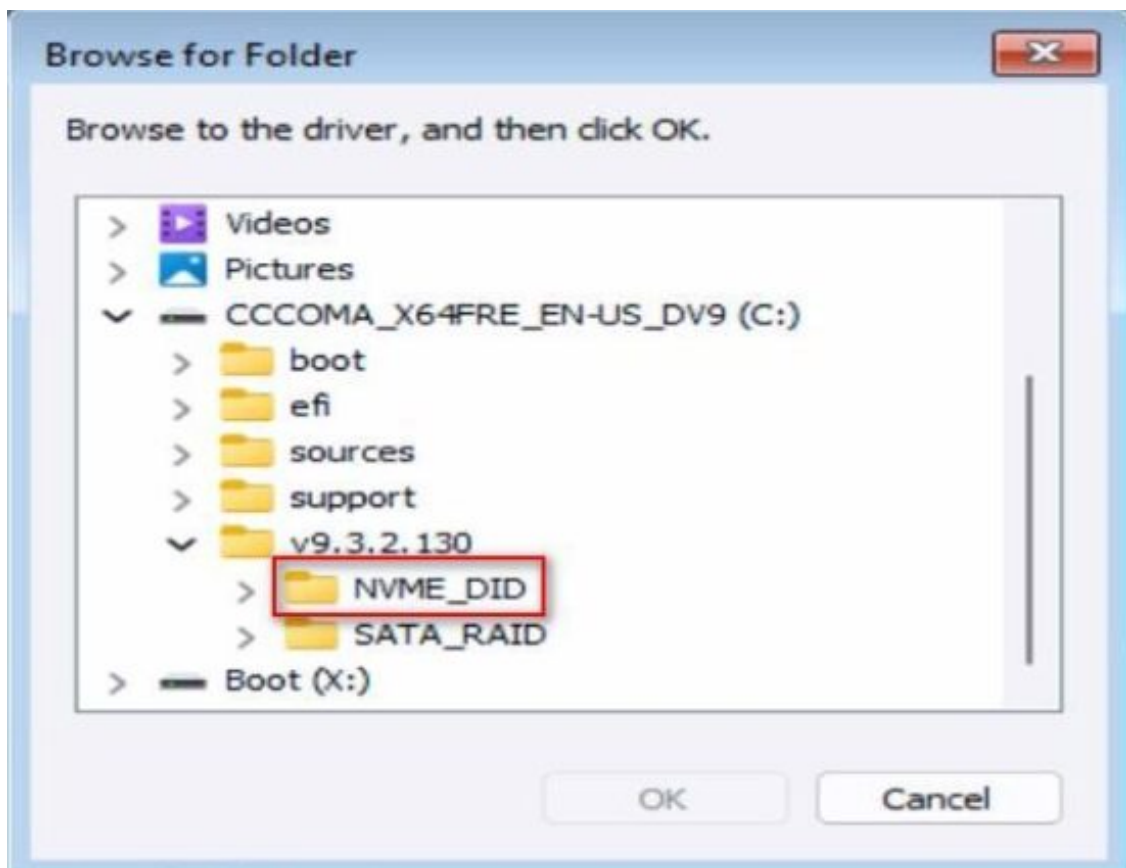 Browse for Folder
Browse to the driver, and then click OK.
Videos
Pictures
CCCOMA_X64FRE_EN-US_DV9 (C:)
boot
efi
sources
support
v9.3.2.130
NVME_DID
SATA_RAID
Boot (X:)
OK
Cancel